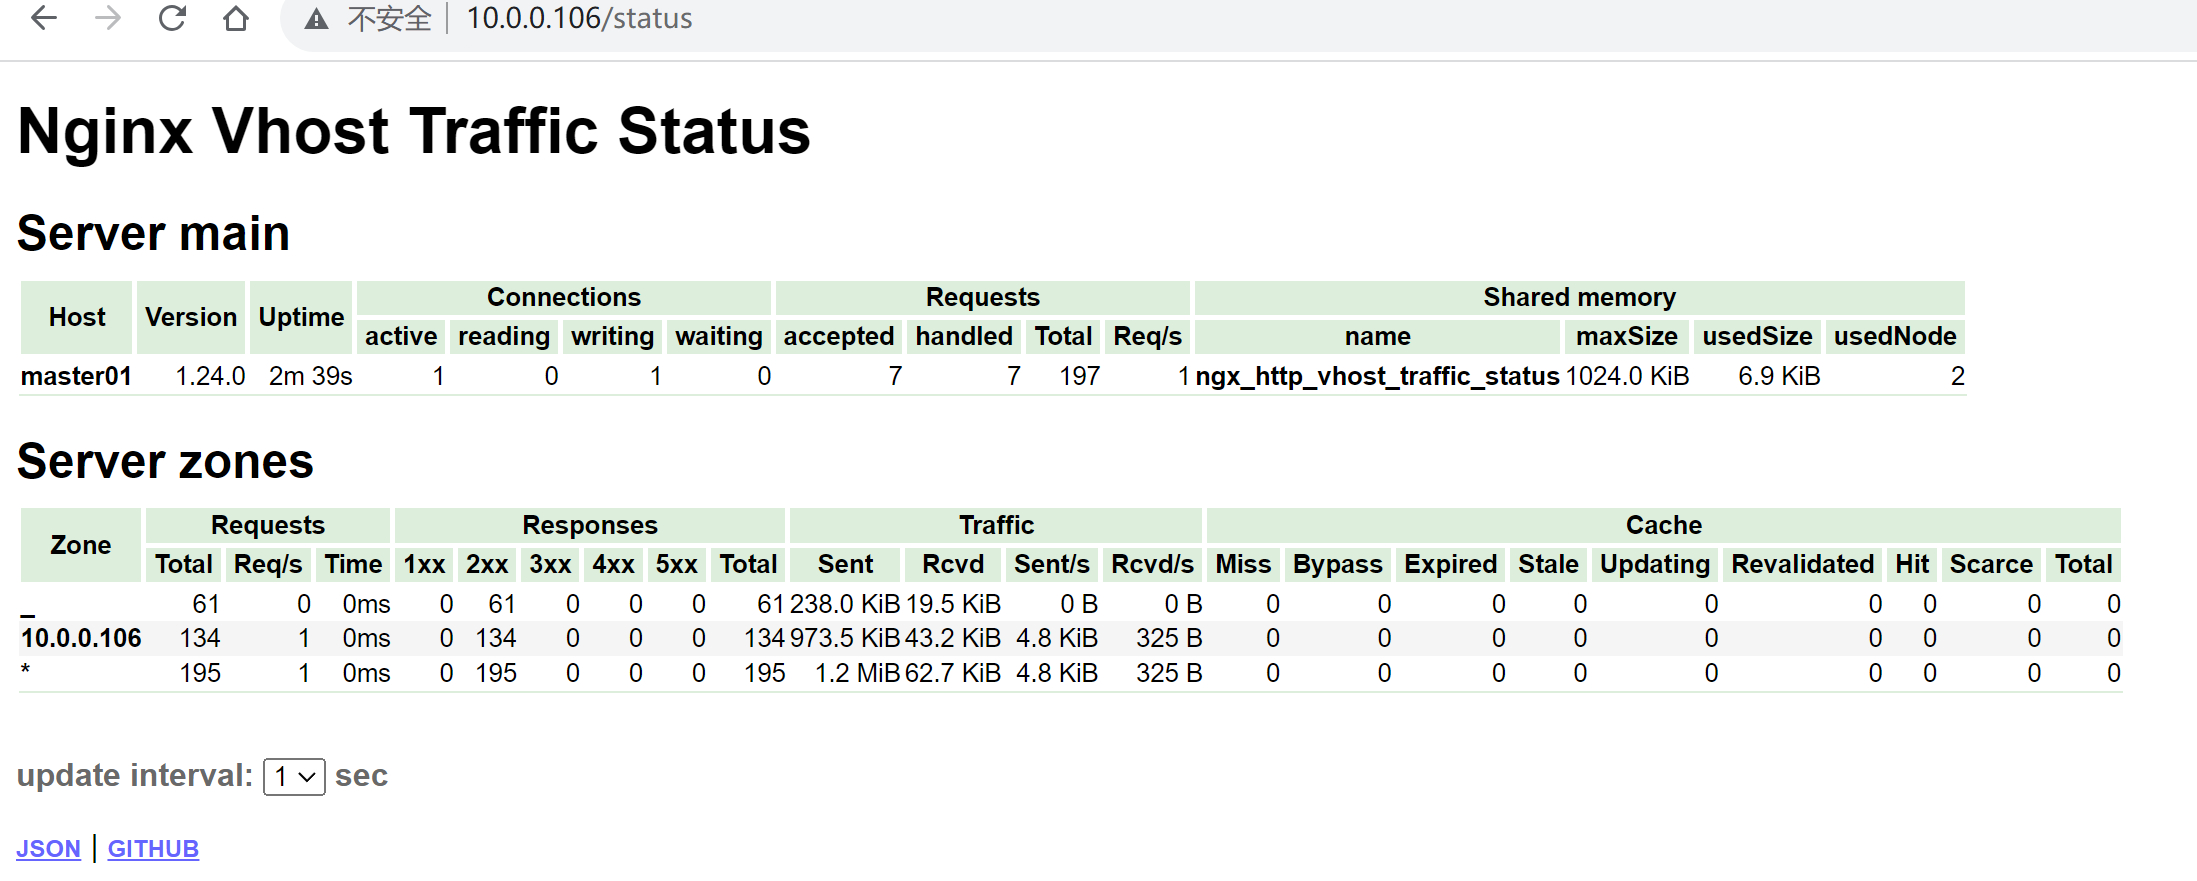 不安全 10.0.0.106/status
Nginx Vhost Traffic Status
Server main
Host Version Uptime Connections Requests Shared memory
active reading writing waiting accepted handled Total Req/s name maxSize usedSize usedNode
master01 1.24.0 2m 39s 1 0 1 0 7 7 197 1 ngx_http_vhost_traffic_status 1024.0 KiB 6.9 KiB 2
Server zones
Zone Requests Responses Traffic Cache
Total Req/s Time 1xx 2xx 3xx 4xx 5xx Total Sent Rcvd Sent/s Rcvd/s Miss Bypass Expired Stale Updating Revalidated Hit Scarce Total
_ 61 0 0ms 0 61 0 0 0 61 238.0 KiB 19.5 KiB 0 B 0 B 0 0 0 0 0 0 0 0 0
10.0.0.106 134 1 0ms 0 134 0 0 0 134 973.5 KiB 43.2 KiB 4.8 KiB 325 B 0 0 0 0 0 0 0 0 0
* 195 1 0ms 0 195 0 0 0 195 1.2 MiB 62.7 KiB 4.8 KiB 325 B 0 0 0 0 0 0 0 0 0
update interval: 1 sec
JSON | GITHUB